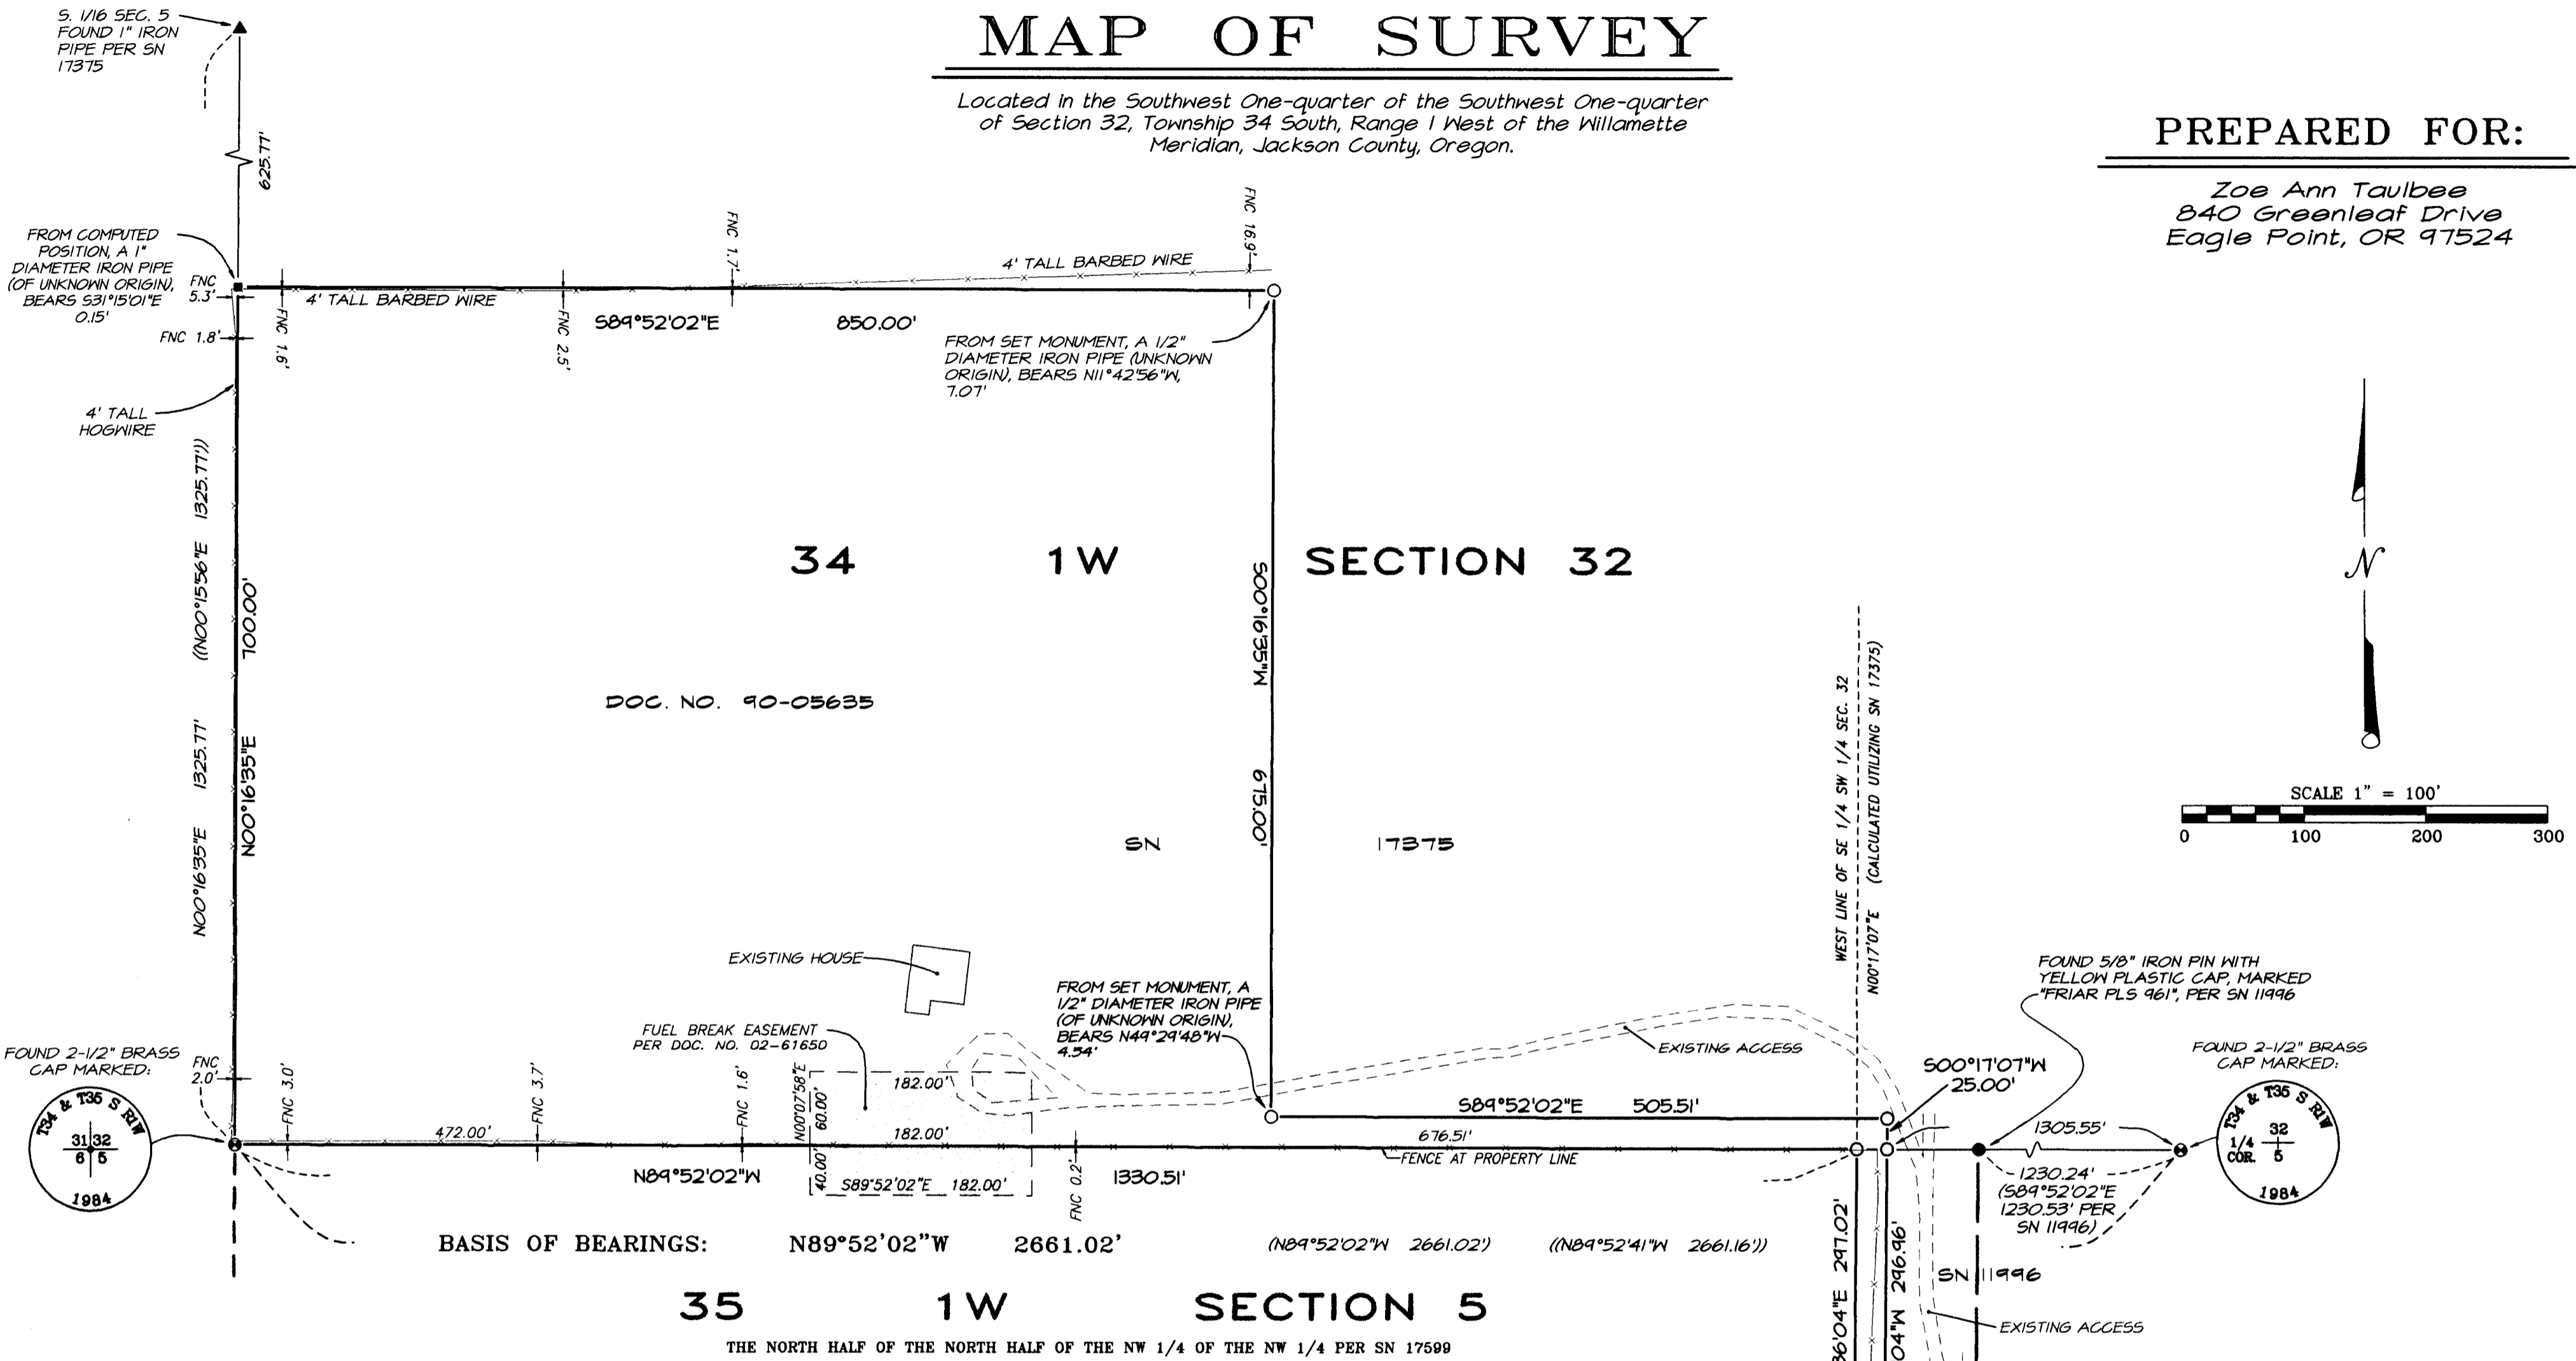 MAP OF SURVEY
Located in the Southwest One-quarter of the Southwest One-quarter
of Section 32, Township 34 South, Range 1 West of the Willamette
Meridian, Jackson County, Oregon.
PREPARED FOR:
Zoe Ann Taulbee
840 Greenleaf Drive
Eagle Point, OR 97524
S. 1/16 SEC. 5
FOUND 1" IRON
PIPE PER SN
17375
625.77'
FROM COMPUTED
POSITION, A 1"
DIAMETER IRON PIPE
(OF UNKNOWN ORIGIN),
BEARS S31°15'01"E
0.15'
FNC
5.3'
FNC 1.8'
4' TALL BARBED WIRE
FNC 1.6'
FNC 2.5'
FNC 1.7'
4' TALL BARBED WIRE
FNC 16.9'
S89°52'02"E 850.00'
FROM SET MONUMENT, A 1/2"
DIAMETER IRON PIPE (UNKNOWN
ORIGIN), BEARS N11°42'56"W,
7.07'
4' TALL
HOGWIRE
N00°16'35"E 1325.77' ((N00°15'56"E 1325.77'))
N00°16'35"E 700.00'
34 1W SECTION 32
S00°16'35"W 675.00'
DOC. NO. 90-05635
SN 17375
WEST LINE OF SE 1/4 SW 1/4 SEC. 32
N00°17'07"E (CALCULATED UTILIZING SN 17375)
N
SCALE 1" = 100'
0 100 200 300
EXISTING HOUSE
FUEL BREAK EASEMENT
PER DOC. NO. 02-61650
FROM SET MONUMENT, A
1/2" DIAMETER IRON PIPE
(OF UNKNOWN ORIGIN),
BEARS N49°29'48"W
4.54'
EXISTING ACCESS
FOUND 5/8" IRON PIN WITH
YELLOW PLASTIC CAP, MARKED
"FRIAR PLS 961", PER SN 11996
S00°17'07"W
25.00'
FOUND 2-1/2" BRASS
CAP MARKED:
T34 & T35 S R1W
31 32
6 5
1984
FNC
2.0'
FNC 3.0'
472.00'
FNC 3.7'
FNC 1.6'
N00°07'58"E
60.00'
40.00'
182.00'
182.00'
S89°52'02"E 182.00'
FNC 0.2'
S89°52'02"E 505.51'
676.51'
FENCE AT PROPERTY LINE
N89°52'02"W 1330.51'
1305.55'
1230.24'
(S89°52'02"E
1230.53' PER
SN 11996)
FOUND 2-1/2" BRASS
CAP MARKED:
T34 & T35 S R1W
32
1/4
COR. 5
1984
BASIS OF BEARINGS: N89°52'02"W 2661.02' (N89°52'02"W 2661.02') ((N89°52'41"W 2661.16'))
35 1W SECTION 5
THE NORTH HALF OF THE NORTH HALF OF THE NW 1/4 OF THE NW 1/4 PER SN 17599
36'04"E 297.02'
04"W 296.96'
SN 11996
EXISTING ACCESS